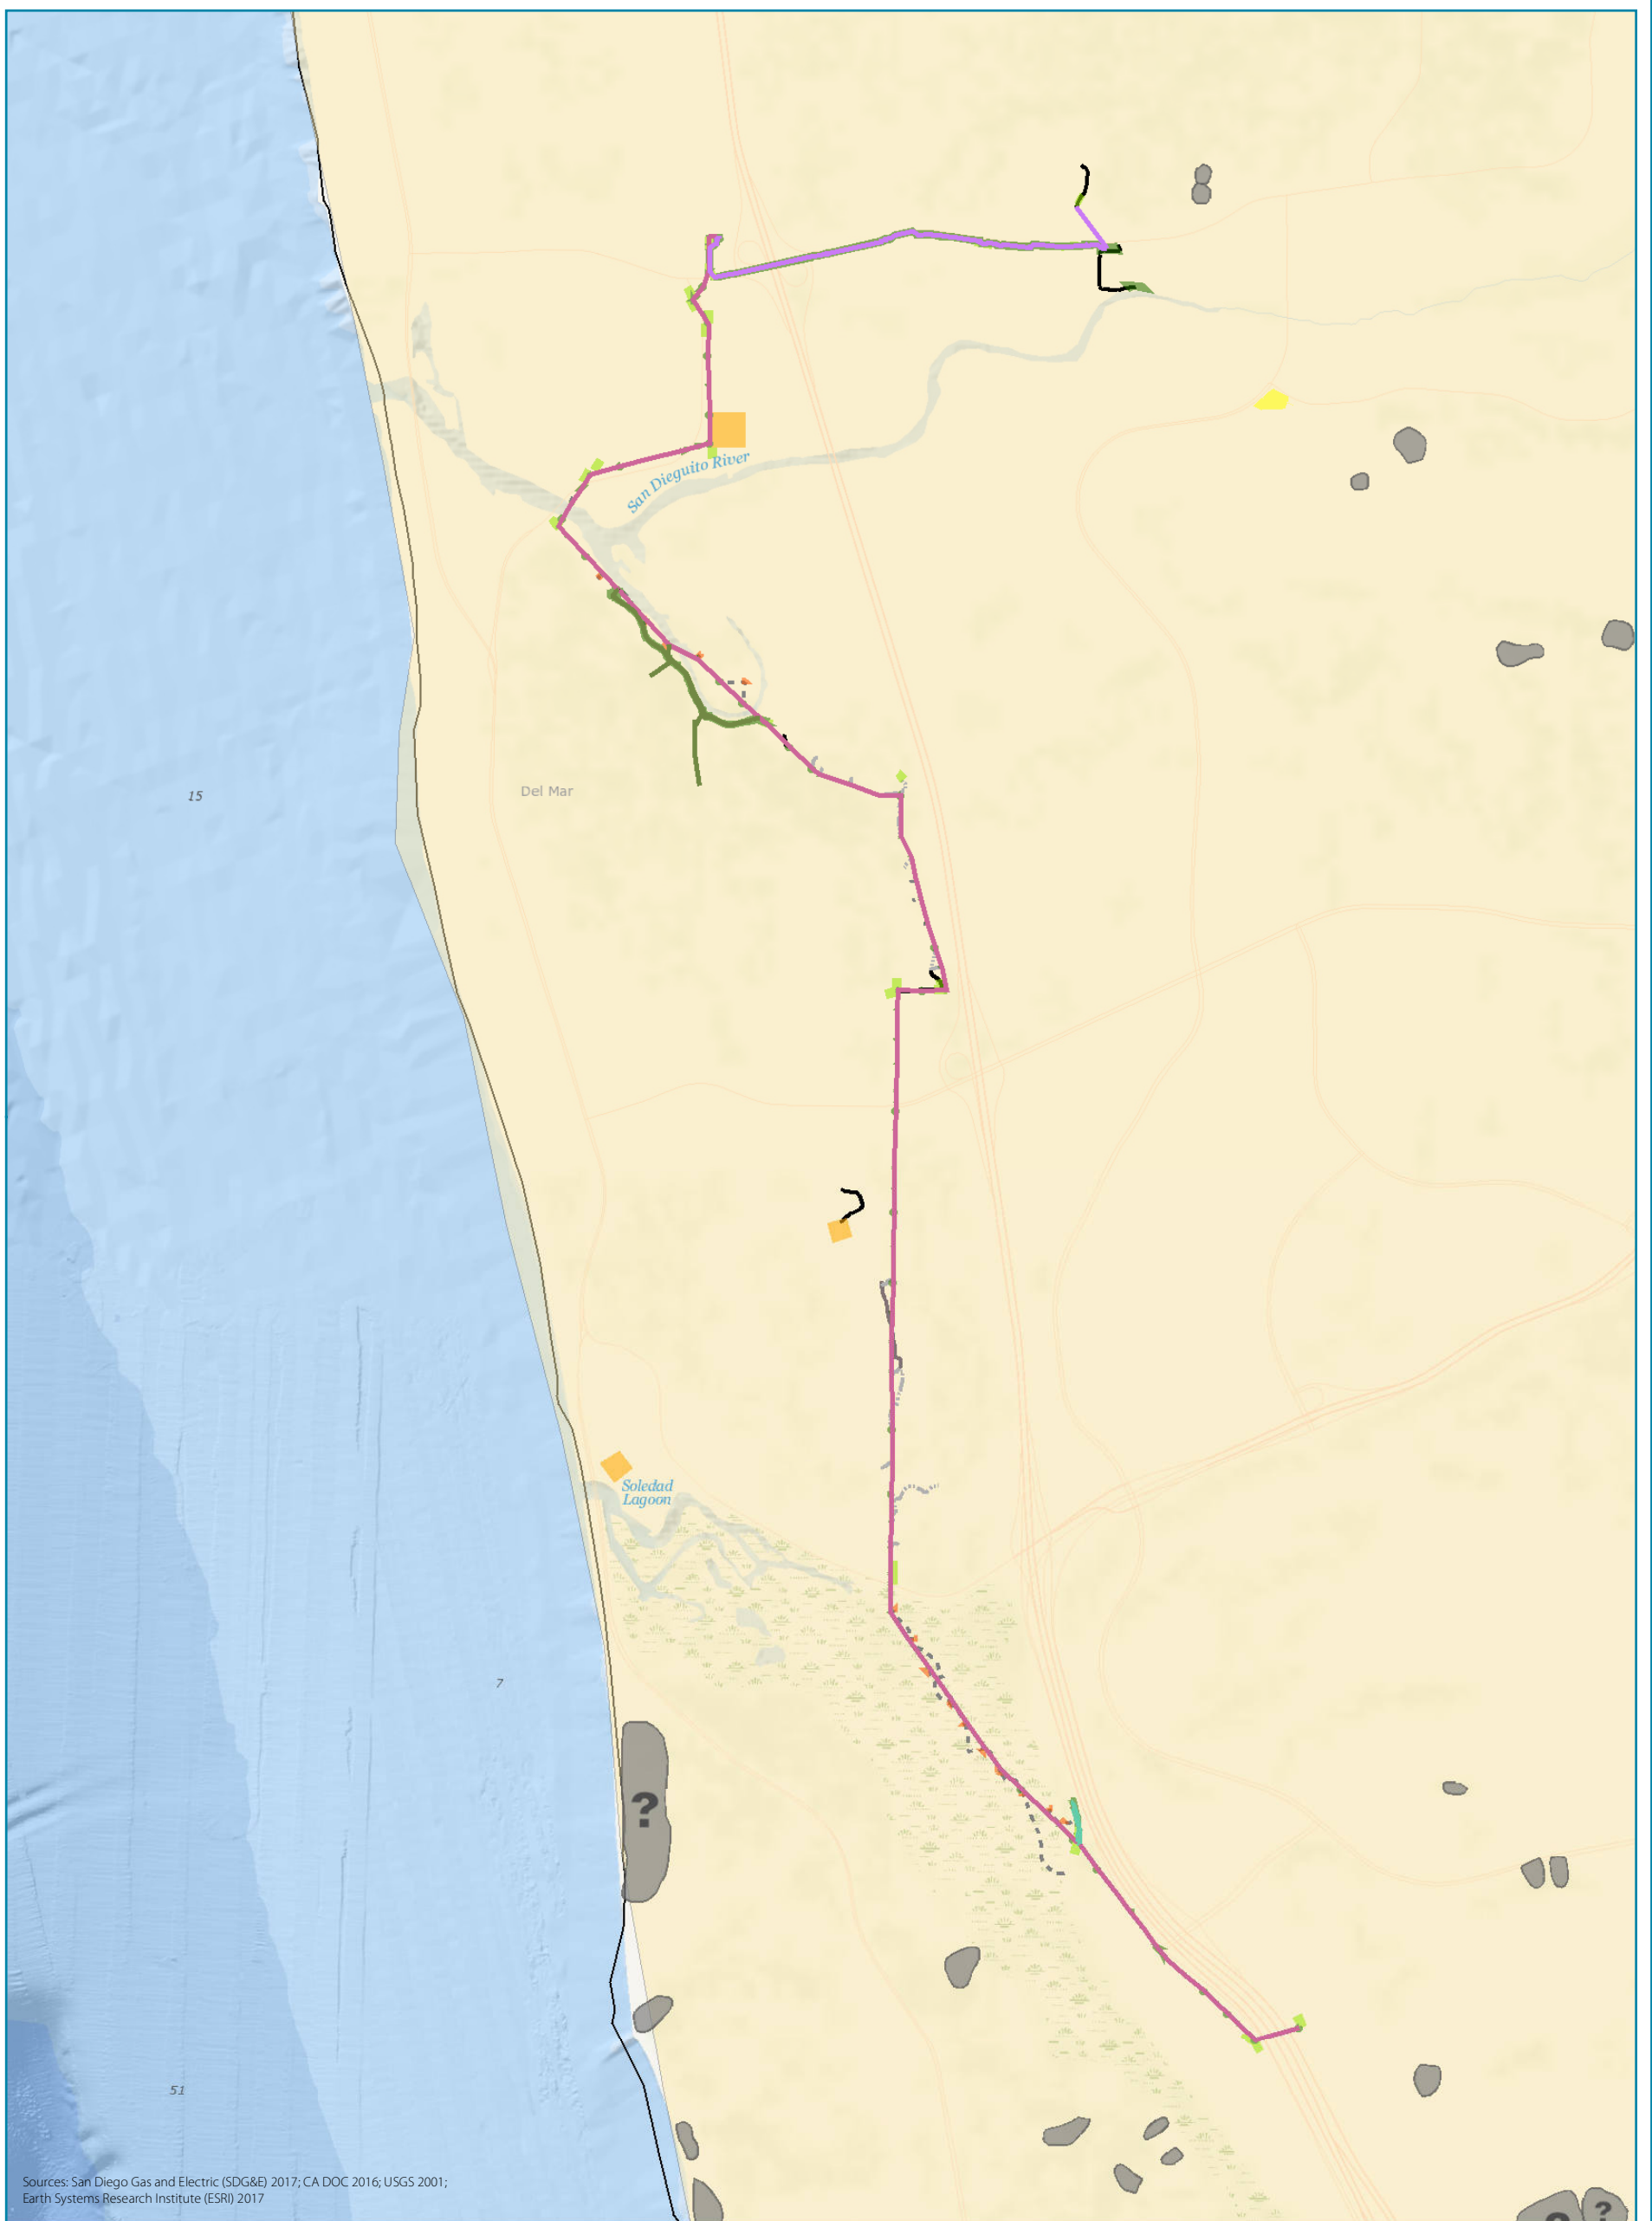 San Dieguito River
15
Del Mar
Soledad
Lagoon
7
?
51
Sources: San Diego Gas and Electric (SDG&E) 2017; CA DOC 2016; USGS 2001;
Earth Systems Research Institute (ESRI) 2017
?
?